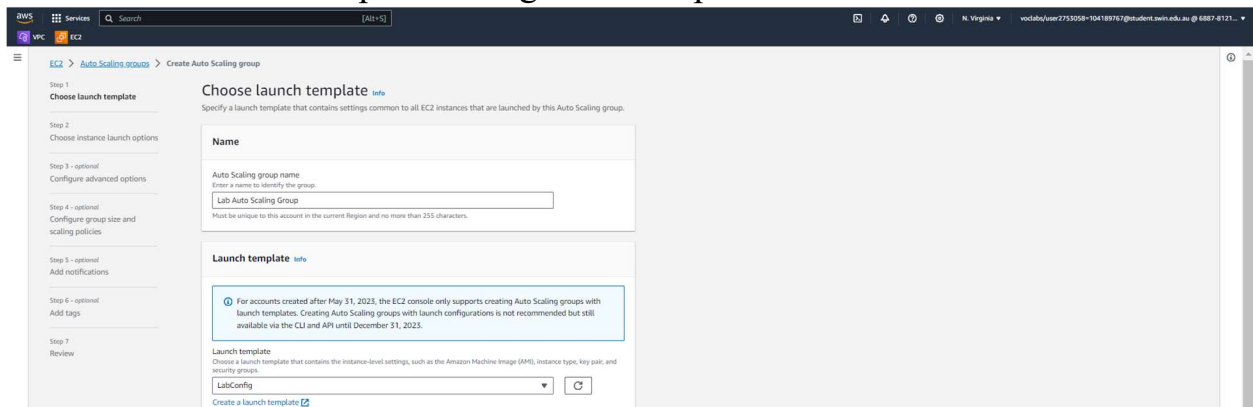 aws Services Search [Alt+S] N. Virginia voclabs/user2753058=104189767@student.swin.edu.au @ 6887-8121...
VPC EC2
EC2 > Auto Scaling groups > Create Auto Scaling group
Step 1
Choose launch template
Step 2
Choose instance launch options
Step 3 - optional
Configure advanced options
Step 4 - optional
Configure group size and
scaling policies
Step 5 - optional
Add notifications
Step 6 - optional
Add tags
Step 7
Review
Choose launch template Info
Specify a launch template that contains settings common to all EC2 instances that are launched by this Auto Scaling group.
Name
Auto Scaling group name
Enter a name to identify the group.
Lab Auto Scaling Group
Must be unique to this account in the current Region and no more than 255 characters.
Launch template Info
For accounts created after May 31, 2023, the EC2 console only supports creating Auto Scaling groups with
launch templates. Creating Auto Scaling groups with launch configurations is not recommended but still
available via the CLI and API until December 31, 2023.
Launch template
Choose a launch template that contains the instance-level settings, such as the Amazon Machine Image (AMI), instance type, key pair, and
security groups.
LabConfig
Create a launch template